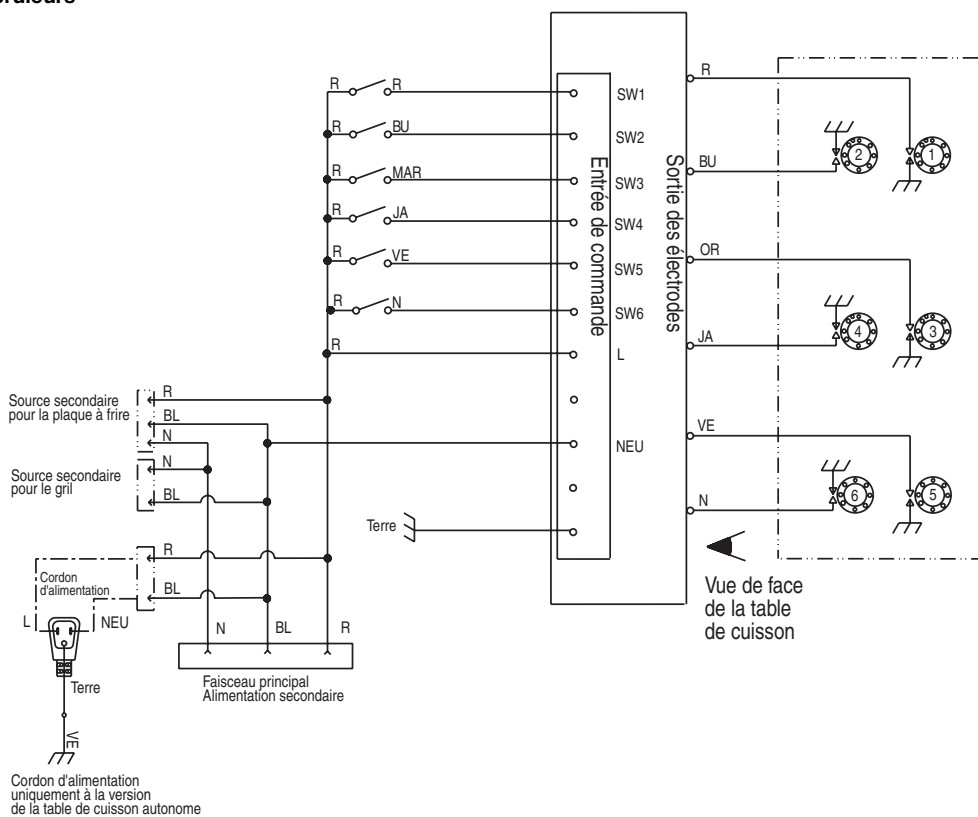 R R SW1
R BU SW2
R MAR SW3
R JA SW4
R VE SW5
R N SW6
R L
NEU
Terre
Entrée de commande
Sortie des électrodes
R
BU
OR
JA
VE
N
2 1
4 3
6 5
Vue de face
de la table
de cuisson
Source secondaire
pour la plaque à frire
R
BL
N
Source secondaire
pour le gril
N
BL
Cordon
d'alimentation
R
BL
L NEU
Terre
VE
N BL R
Faisceau principal
Alimentation secondaire
Cordon d'alimentation
uniquement à la version
de la table de cuisson autonome